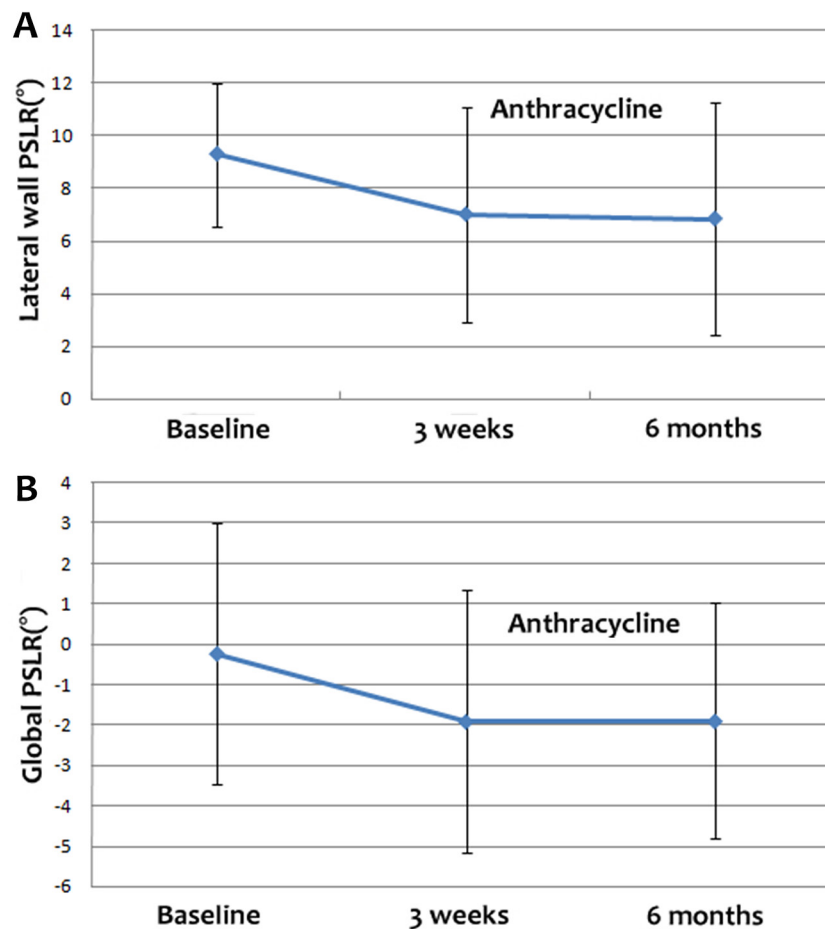 A
Lateral wall PSLR(°)
14
12
10
8
6
4
2
0
Anthracycline
Baseline 3 weeks 6 months
B
Global PSLR(°)
4
3
2
1
0
-1
-2
-3
-4
-5
-6
Anthracycline
Baseline 3 weeks 6 months